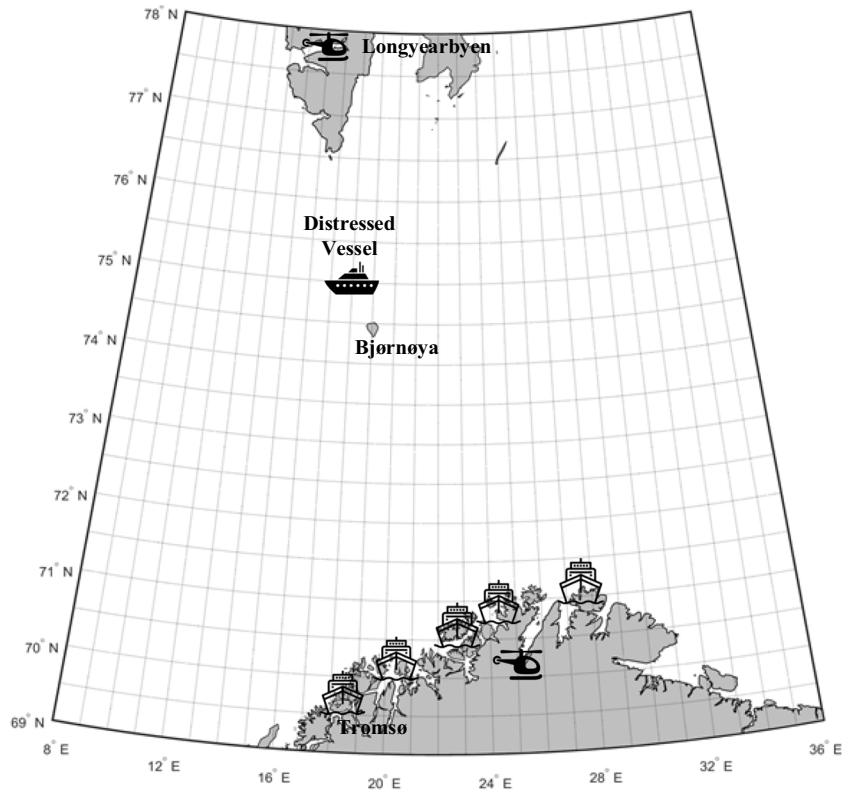 78° N
Longyearbyen
77° N
76° N
Distressed
Vessel
75° N
74° N
Bjørnøya
73° N
72° N
71° N
70° N
69° N
Tromsø
8° E
12° E
16° E
20° E
24° E
28° E
32° E
36° E